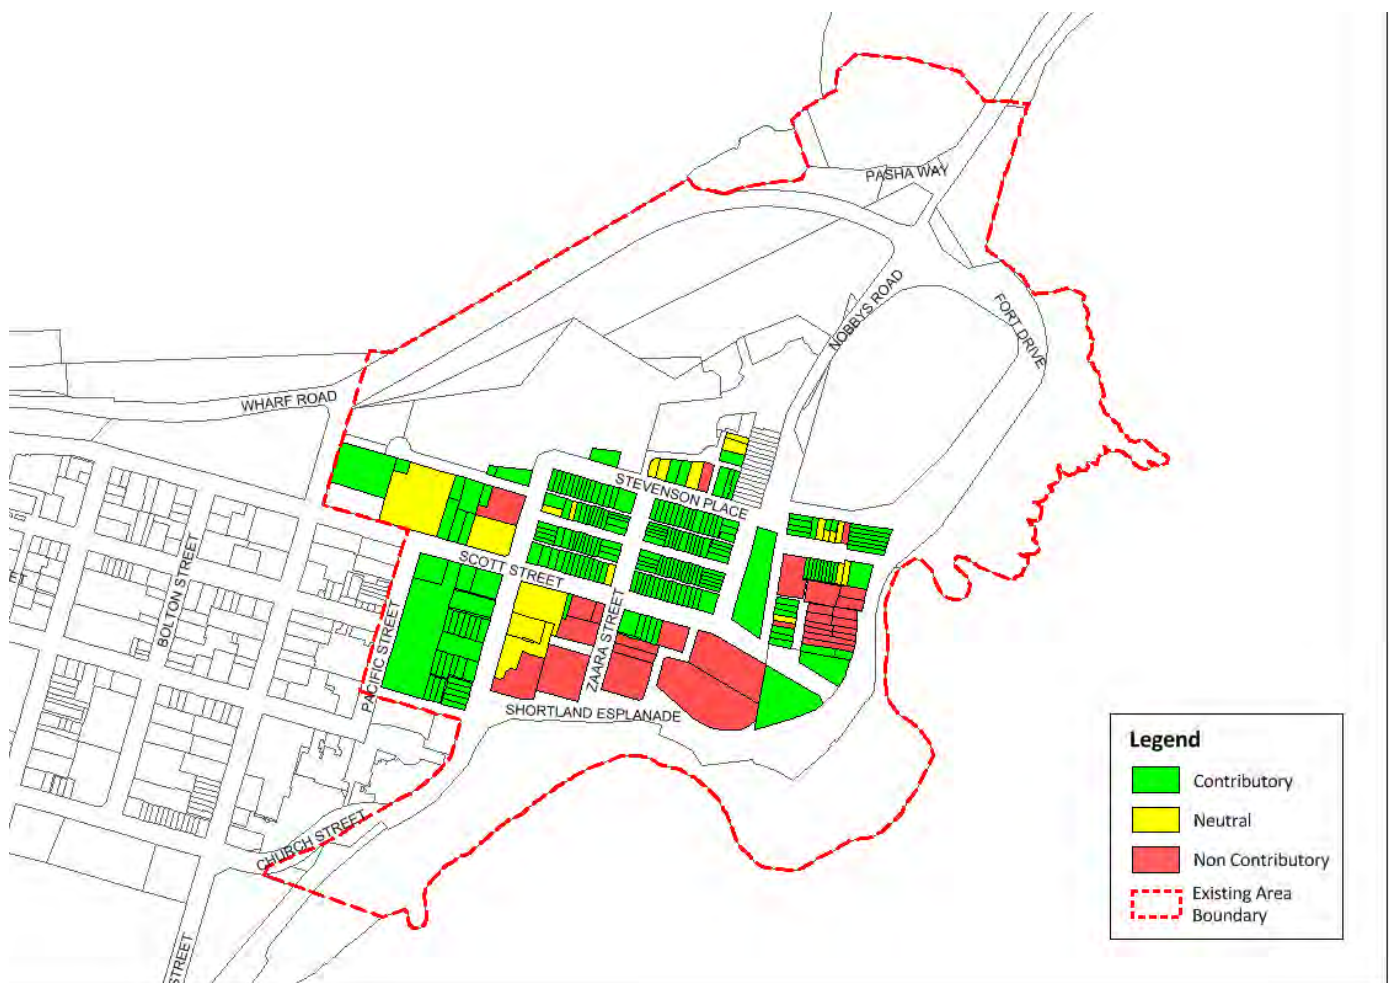 PASHA WAY
NOBBYS ROAD
FORT DRIVE
WHARF ROAD
STEVENSON PLACE
BOLTON STREET
SCOTT STREET
ET
PACIFIC STREET
ZAARA STREET
SHORTLAND ESPLANADE
CHURCH STREET
STREET
Legend
Contributory
Neutral
Non Contributory
Existing Area
Boundary